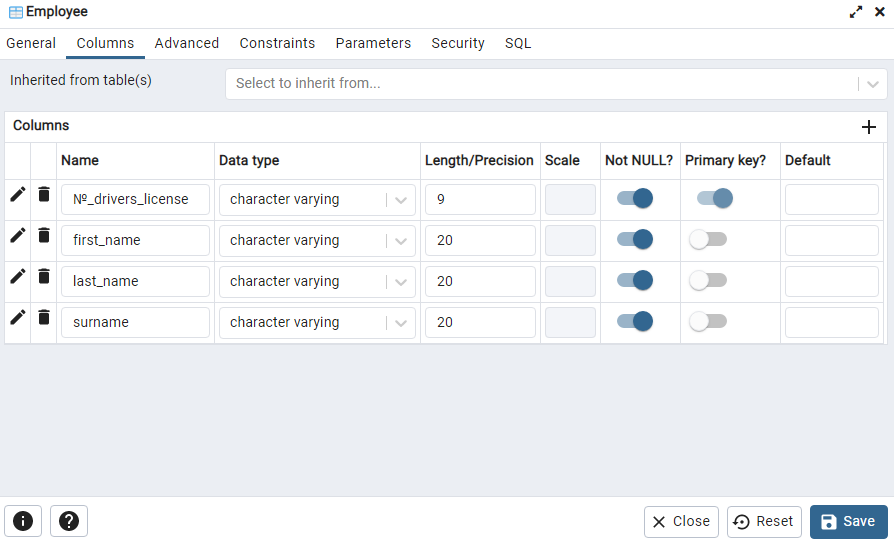 Employee
General Columns Advanced Constraints Parameters Security SQL
Inherited from table(s) Select to inherit from...
Columns
Name Data type Length/Precision Scale Not NULL? Primary key? Default
№_drivers_license character varying 9
first_name character varying 20
last_name character varying 20
surname character varying 20
Close Reset Save